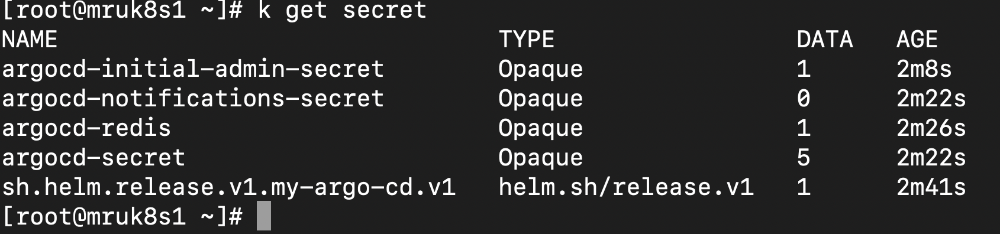 [root@mruk8s1 ~]# k get secret
NAME TYPE DATA AGE
argocd-initial-admin-secret Opaque 1 2m8s
argocd-notifications-secret Opaque 0 2m22s
argocd-redis Opaque 1 2m26s
argocd-secret Opaque 5 2m22s
sh.helm.release.v1.my-argo-cd.v1 helm.sh/release.v1 1 2m41s
[root@mruk8s1 ~]#